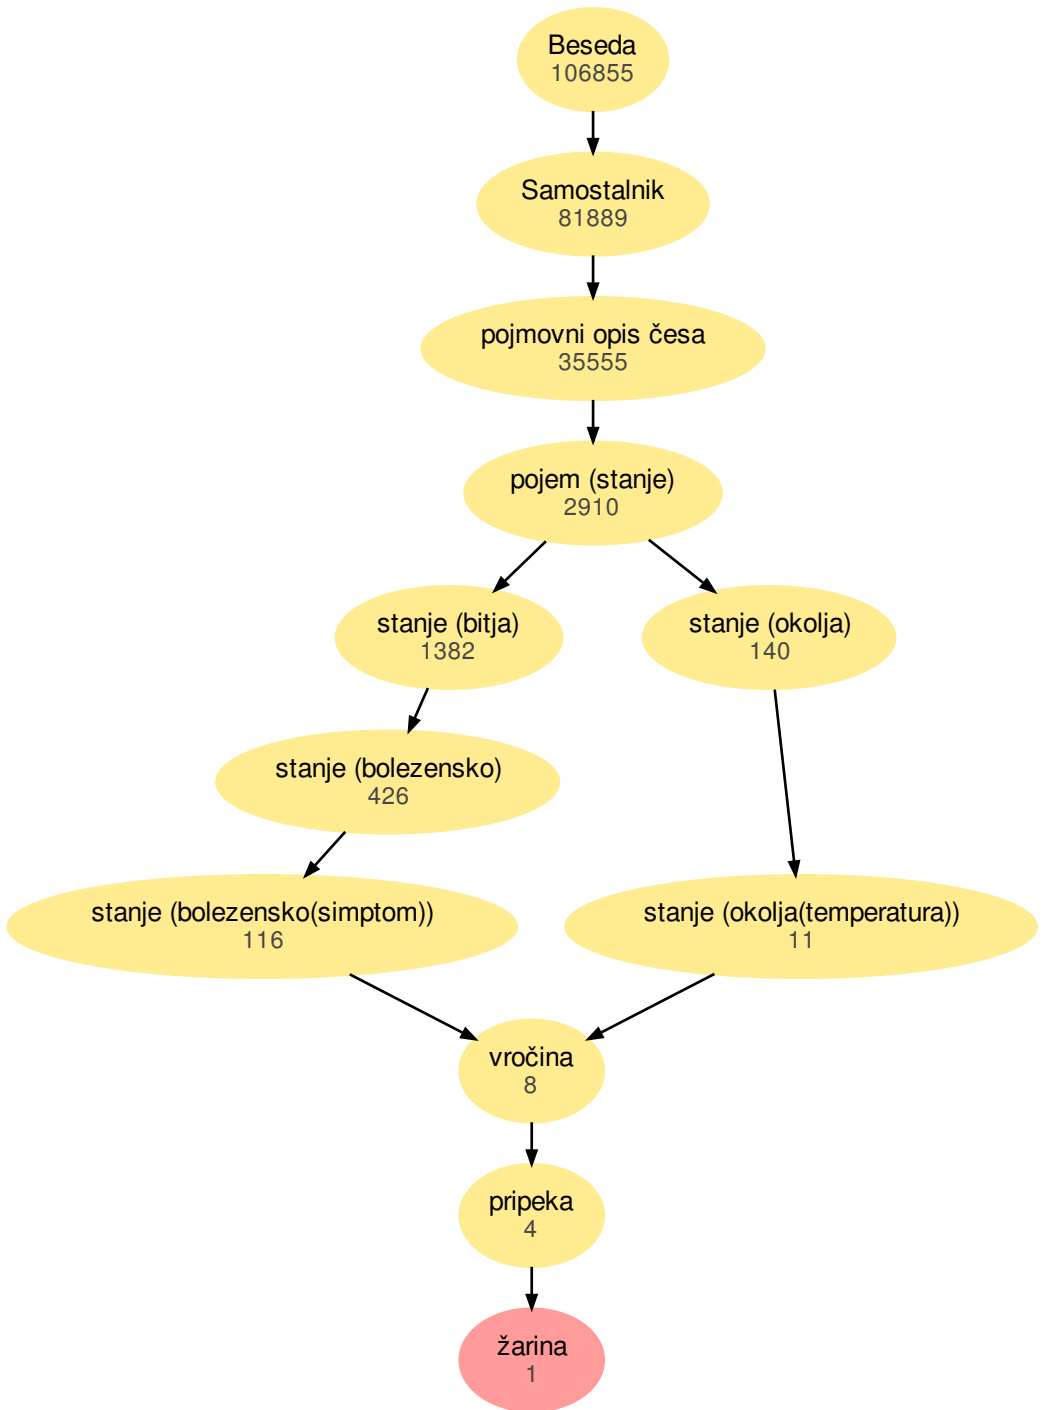 Beseda
106855
Samostalnik
81889
pojmovni opis česa
35555
pojem (stanje)
2910
stanje (bitja)
1382
stanje (okolja)
140
stanje (bolezensko)
426
stanje (bolezensko(simptom))
116
stanje (okolja(temperatura))
11
vročina
8
pripeka
4
žarina
1